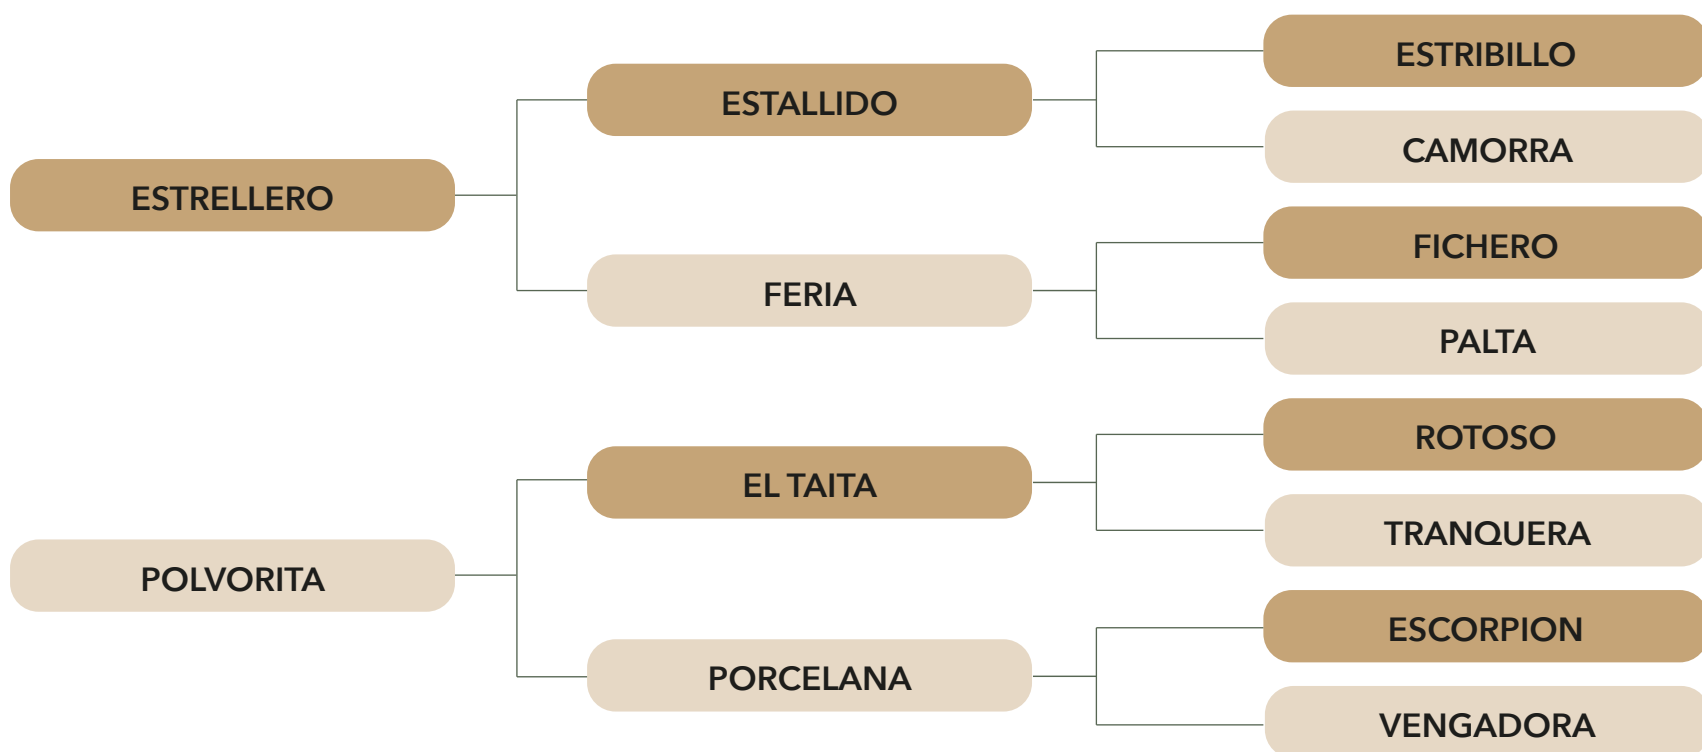 ESTRELLERO
ESTALLIDO
ESTRIBILLO
CAMORRA
FERIA
FICHERO
PALTA
POLVORITA
EL TAITA
ROTOSO
TRANQUERA
PORCELANA
ESCORPION
VENGADORA